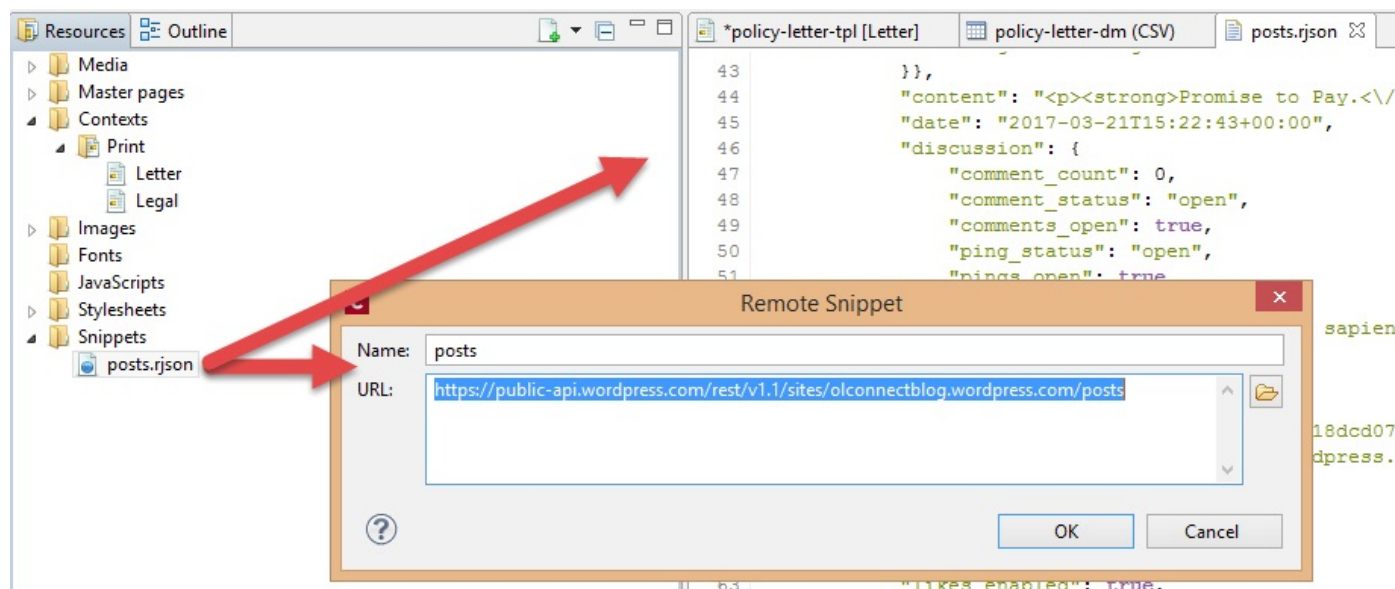 Resources
Outline
Media
Master pages
Contexts
Print
Letter
Legal
Images
Fonts
JavaScripts
Stylesheets
Snippets
posts.rjson
*policy-letter-tpl [Letter]
policy-letter-dm (CSV)
posts.rjson
43 }},
44 "content": "<p><strong>Promise to Pay.<\/
45 "date": "2017-03-21T15:22:43+00:00",
46 "discussion": {
47 "comment_count": 0,
48 "comment_status": "open",
49 "comments_open": true,
50 "ping_status": "open",
51 "pings_open": true
sapien
18dcd07
dpress.
63 "likes_enabled": true,
Remote Snippet
Name: posts
URL: https://public-api.wordpress.com/rest/v1.1/sites/olconnectblog.wordpress.com/posts
?
OK
Cancel